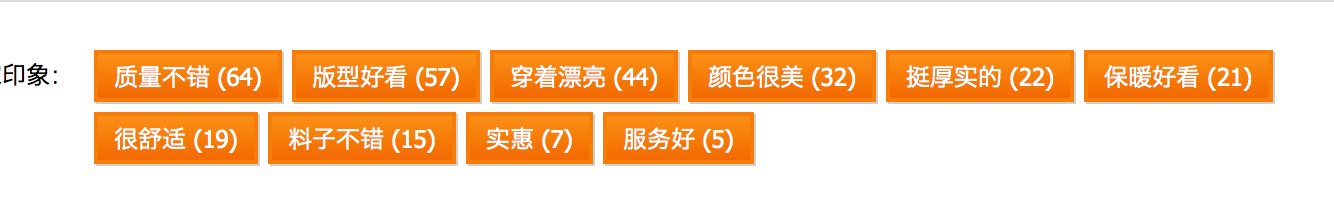 印象： 质量不错 (64) 版型好看 (57) 穿着漂亮 (44) 颜色很美 (32) 挺厚实的 (22) 保暖好看 (21)
很舒适 (19) 料子不错 (15) 实惠 (7) 服务好 (5)